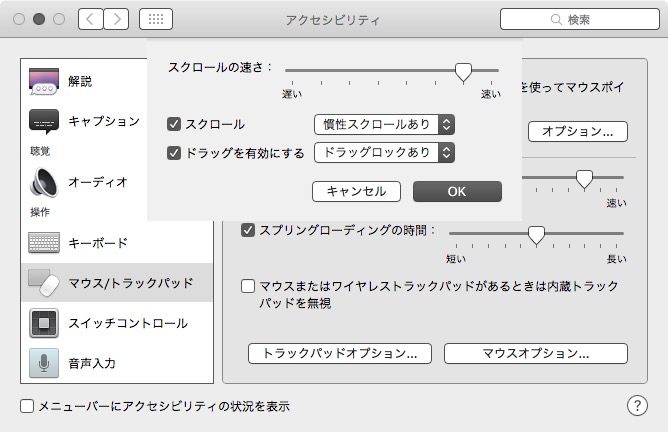 アクセシビリティ
検索
解説
キャプション
聴覚
オーディオ
操作
キーボード
マウス/トラックパッド
スイッチコントロール
音声入力
スクロールの速さ：
遅い
速い
スクロール
慣性スクロールあり
ドラッグを有効にする
ドラッグロックあり
キャンセル
OK
を使ってマウスポイ
オプション...
速い
スプリングローディングの時間：
短い
長い
マウスまたはワイヤレストラックパッドがあるときは内蔵トラック
パッドを無視
トラックパッドオプション...
マウスオプション...
メニューバーにアクセシビリティの状況を表示
?